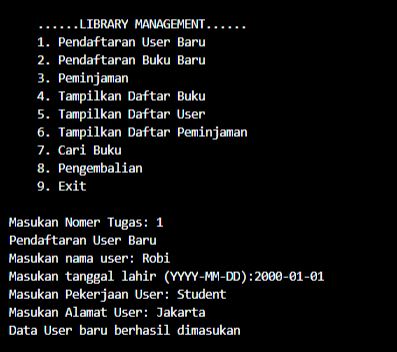 ......LIBRARY MANAGEMENT......
1. Pendaftaran User Baru
2. Pendaftaran Buku Baru
3. Peminjaman
4. Tampilkan Daftar Buku
5. Tampilkan Daftar User
6. Tampilkan Daftar Peminjaman
7. Cari Buku
8. Pengembalian
9. Exit
Masukan Nomer Tugas: 1
Pendaftaran User Baru
Masukan nama user: Robi
Masukan tanggal lahir (YYYY-MM-DD):2000-01-01
Masukan Pekerjaan User: Student
Masukan Alamat User: Jakarta
Data User baru berhasil dimasukan